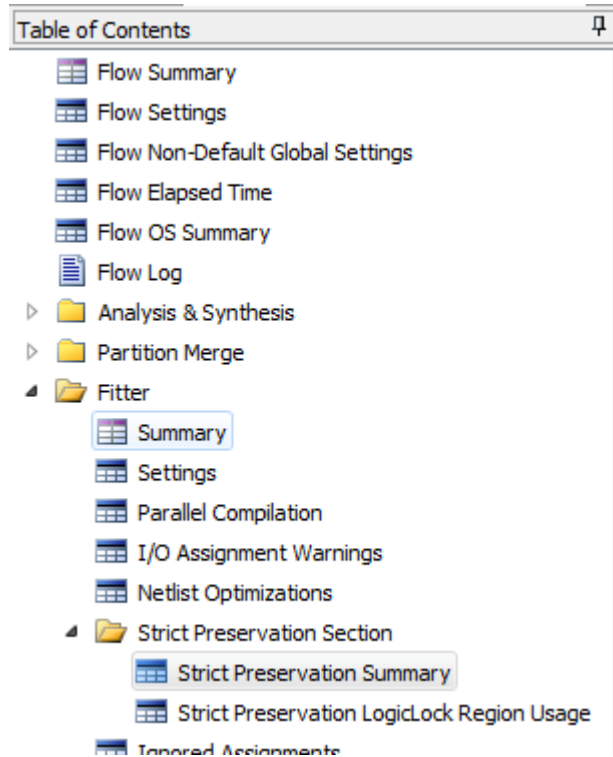 Table of Contents
Flow Summary
Flow Settings
Flow Non-Default Global Settings
Flow Elapsed Time
Flow OS Summary
Flow Log
Analysis & Synthesis
Partition Merge
Fitter
Summary
Settings
Parallel Compilation
I/O Assignment Warnings
Netlist Optimizations
Strict Preservation Section
Strict Preservation Summary
Strict Preservation LogicLock Region Usage
Ignored Assignments